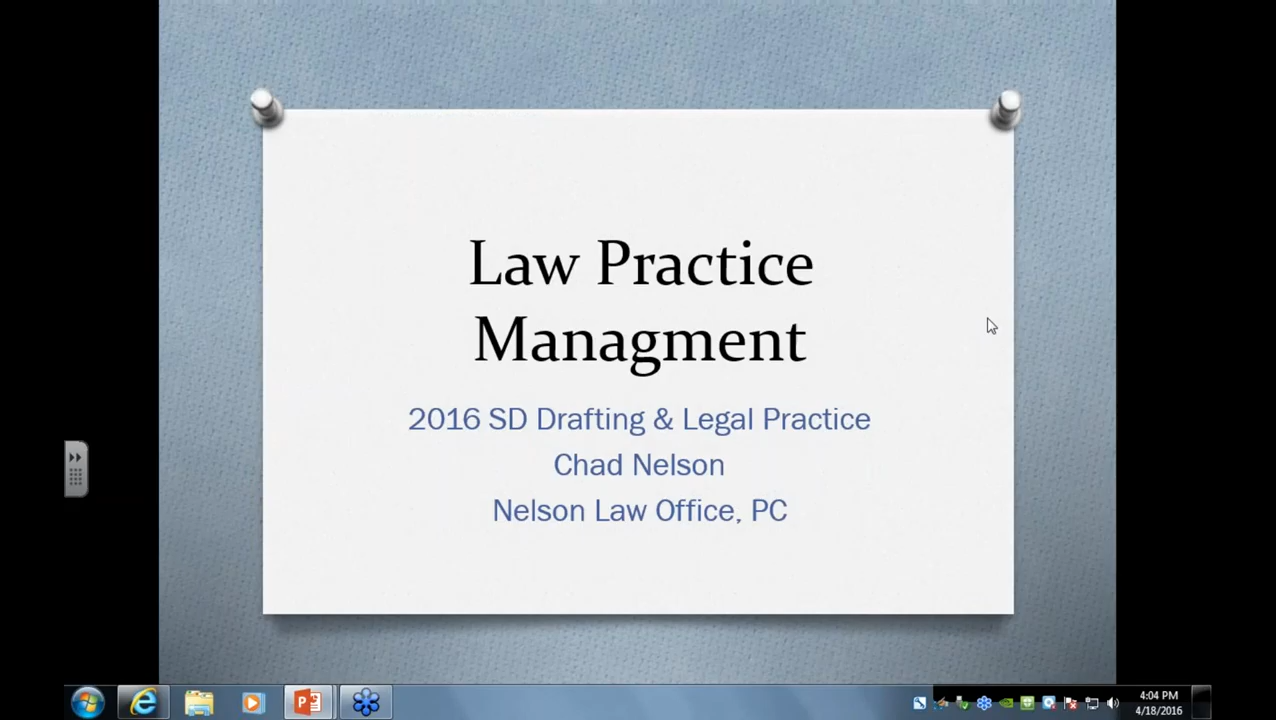 Law Practice
Managment
2016 SD Drafting & Legal Practice
Chad Nelson
Nelson Law Office, PC
4:04 PM
4/18/2016